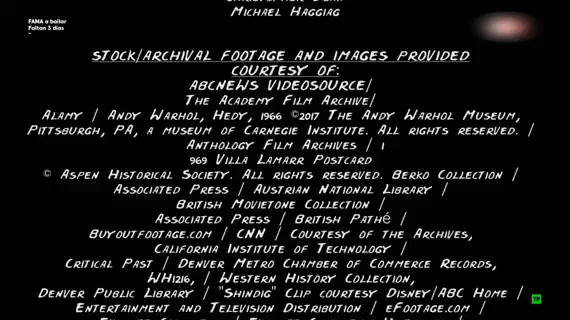 FAMA a bailar
Faltan 3 días
Michael Haggiag
STOCK/ARCHIVAL FOOTAGE AND IMAGES PROVIDED
COURTESY OF:
ABCNEWS VIDEOSOURCE/
The Academy Film Archive/
Alamy / Andy Warhol, Hedy, 1966 ©2017 The Andy Warhol Museum,
Pittsburgh, PA, a museum of Carnegie Institute. All rights reserved. /
Anthology Film Archives / 1
969 Villa Lamarr Postcard
© Aspen Historical Society. All rights reserved. Berko Collection /
Associated Press / Austrian National Library /
British Movietone Collection /
Associated Press / British Pathé /
Buyoutfootage.com / CNN / Courtesy of the Archives,
California Institute of Technology /
Critical Past / Denver Metro Chamber of Commerce Records,
WH1216, / Western History Collection,
Denver Public Library / "Shindig" Clip courtesy Disney/ABC Home /
Entertainment and Television Distribution / eFootage.com /
TP